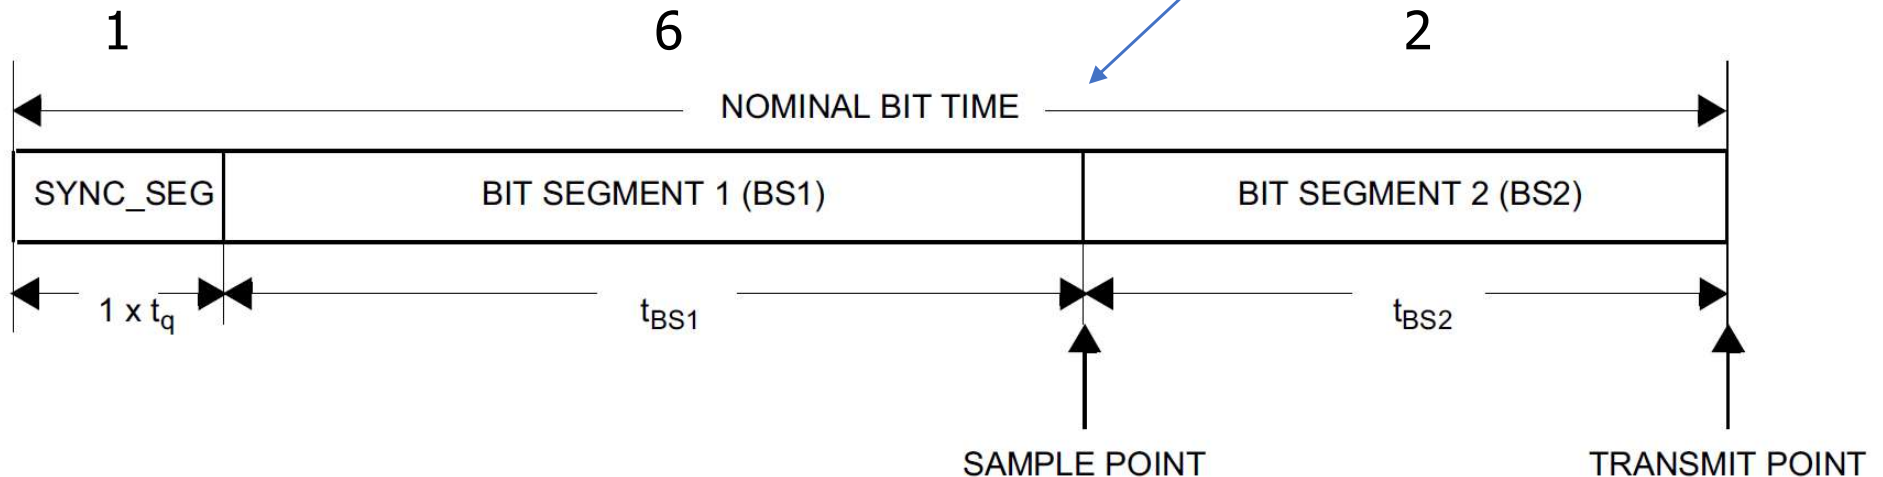 1 6 2
NOMINAL BIT TIME
SYNC_SEG BIT SEGMENT 1 (BS1) BIT SEGMENT 2 (BS2)
1 x tq tBS1 tBS2
SAMPLE POINT TRANSMIT POINT